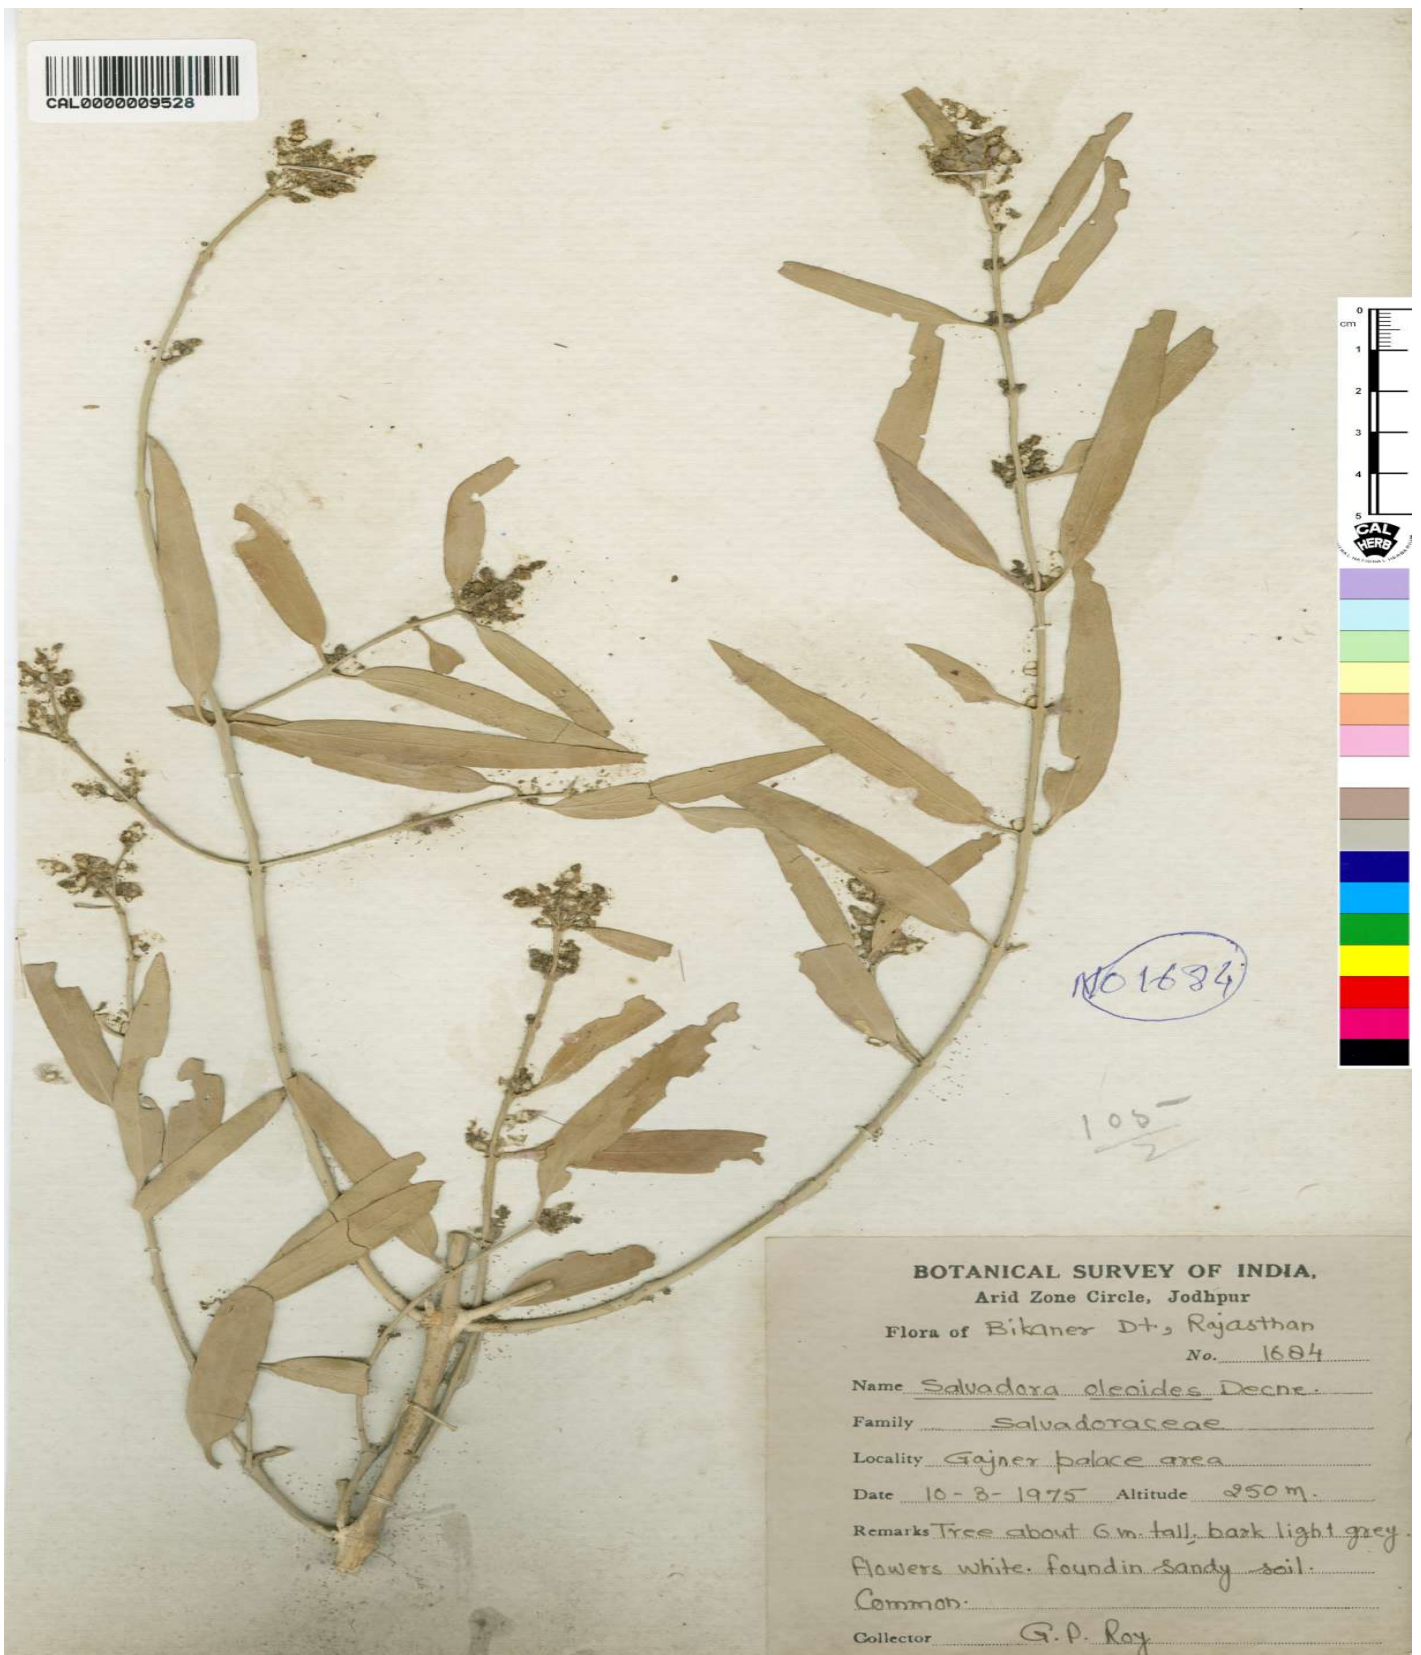 CAL0000009528
0
cm
1
2
3
4
5
CAL
HERB
No 1684
105
2
BOTANICAL SURVEY OF INDIA,
Arid Zone Circle, Jodhpur
Flora of Bikaner Dt, Rajasthan
No. 1684
Name Salvadora oleoides Decne.
Family Salvadoraceae
Locality Gajner palace area
Date 10-3-1975 Altitude 250 m.
Remarks Tree about 6 m. tall, bark light grey.
flowers white. found in sandy soil.
Common.
Collector G.P. Roy